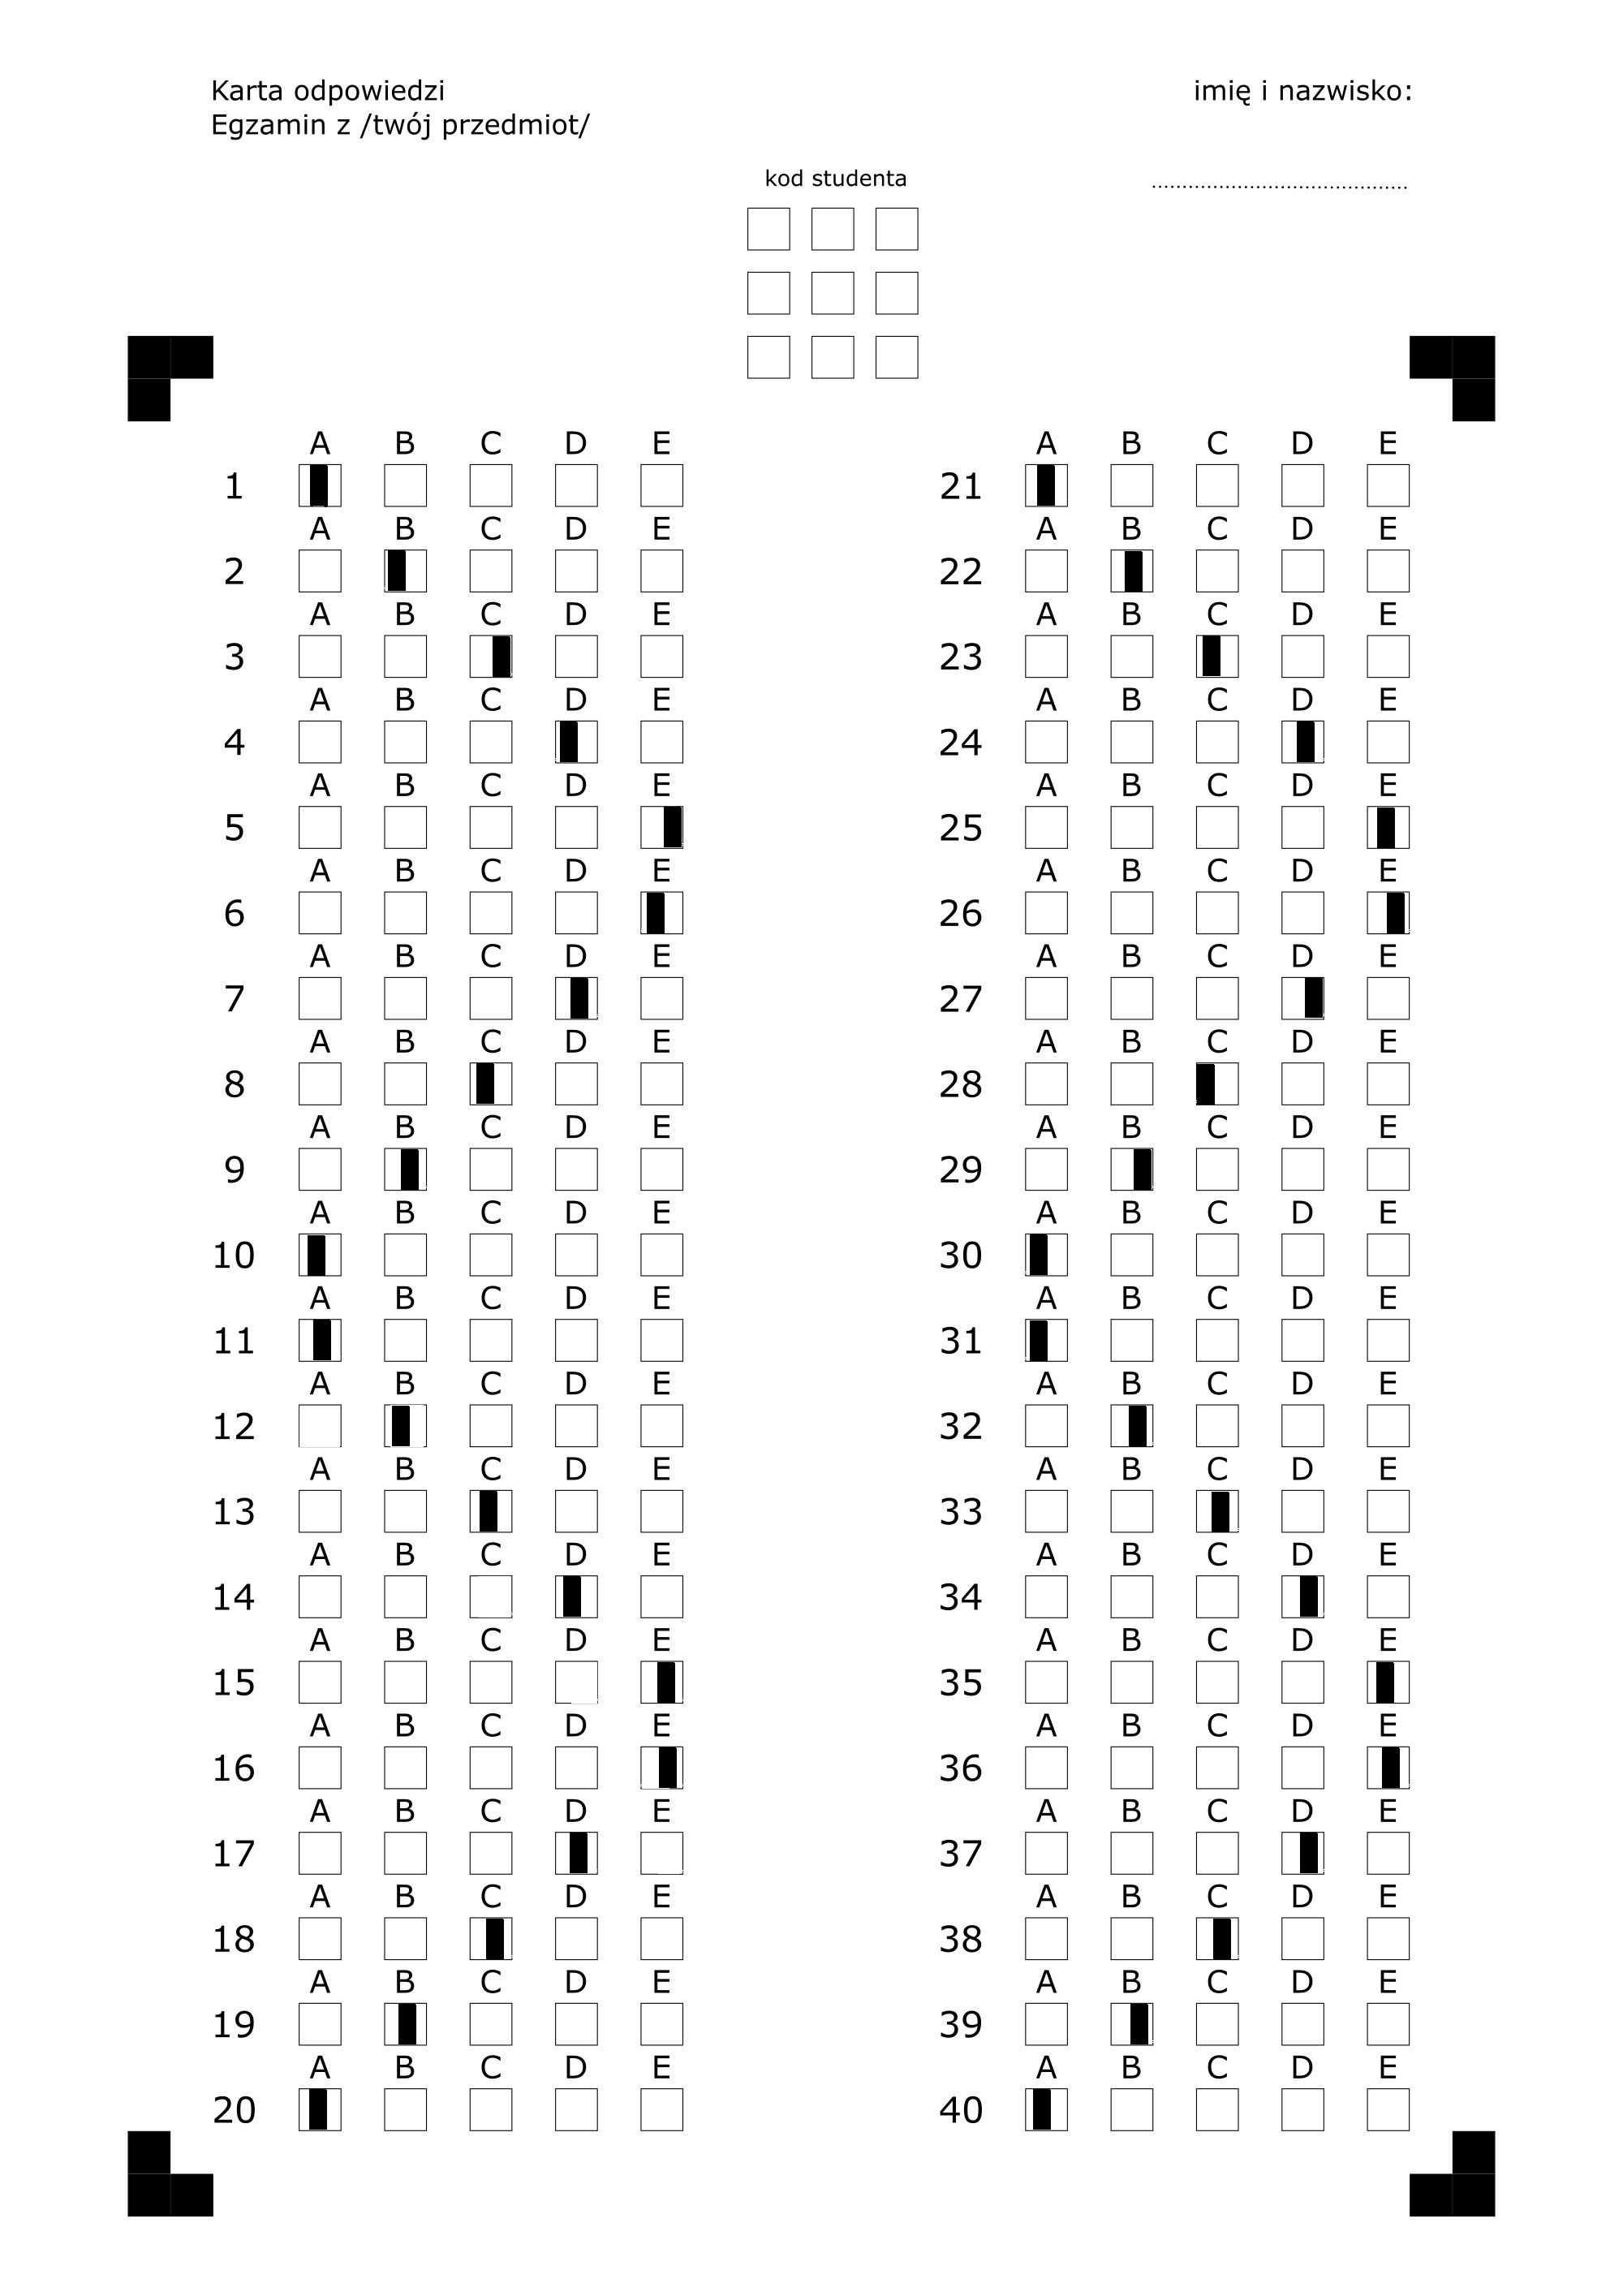 Karta odpowiedzi
imię i nazwisko:
Egzamin z /twój przedmiot/
kod studenta
..........................................
A B C D E A B C D E
1 21
A B C D E A B C D E
2 22
A B C D E A B C D E
3 23
A B C D E A B C D E
4 24
A B C D E A B C D E
5 25
A B C D E A B C D E
6 26
A B C D E A B C D E
7 27
A B C D E A B C D E
8 28
A B C D E A B C D E
9 29
A B C D E A B C D E
10 30
A B C D E A B C D E
11 31
A B C D E A B C D E
12 32
A B C D E A B C D E
13 33
A B C D E A B C D E
14 34
A B C D E A B C D E
15 35
A B C D E A B C D E
16 36
A B C D E A B C D E
17 37
A B C D E A B C D E
18 38
A B C D E A B C D E
19 39
A B C D E A B C D E
20 40